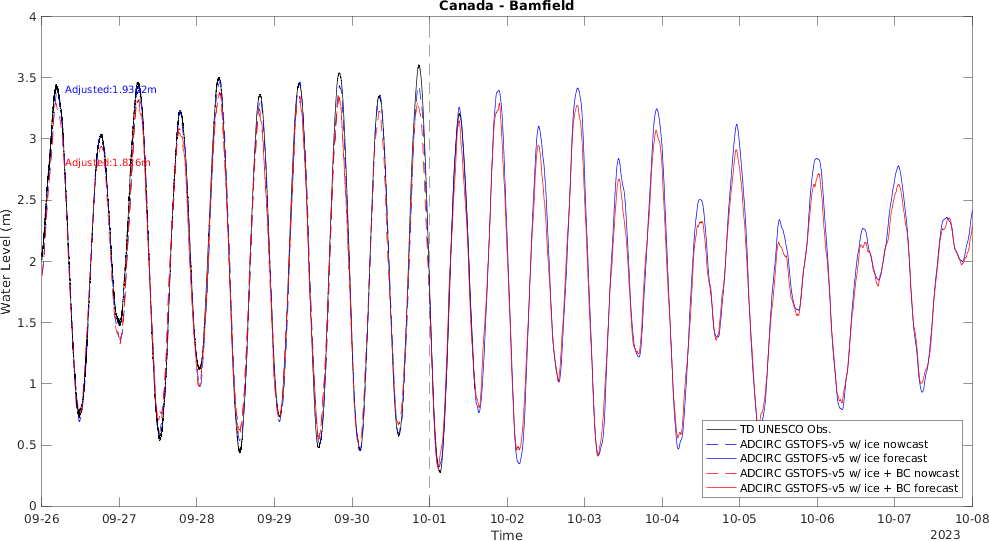 Canada - Bamfield
4
3.5
3
2.5
2
1.5
1
0.5
0
Water Level (m)
Adjusted:1.9382m
Adjusted:1.826m
TD UNESCO Obs.
ADCIRC GSTOFS-v5 w/ ice nowcast
ADCIRC GSTOFS-v5 w/ ice forecast
ADCIRC GSTOFS-v5 w/ ice + BC nowcast
ADCIRC GSTOFS-v5 w/ ice + BC forecast
09-26 09-27 09-28 09-29 09-30 10-01 10-02 10-03 10-04 10-05 10-06 10-07 10-08
Time
2023